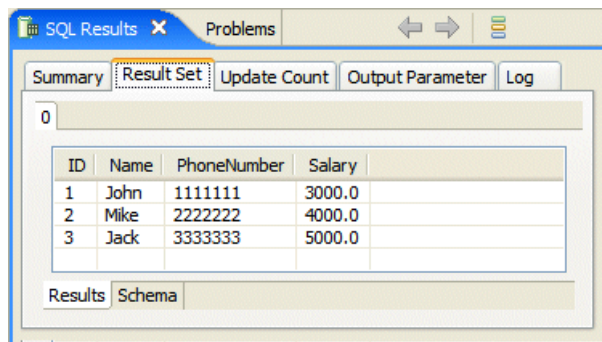 SQL Results Problems
Summary Result Set Update Count Output Parameter Log
0
ID Name PhoneNumber Salary
1 John 1111111 3000.0
2 Mike 2222222 4000.0
3 Jack 3333333 5000.0
Results Schema